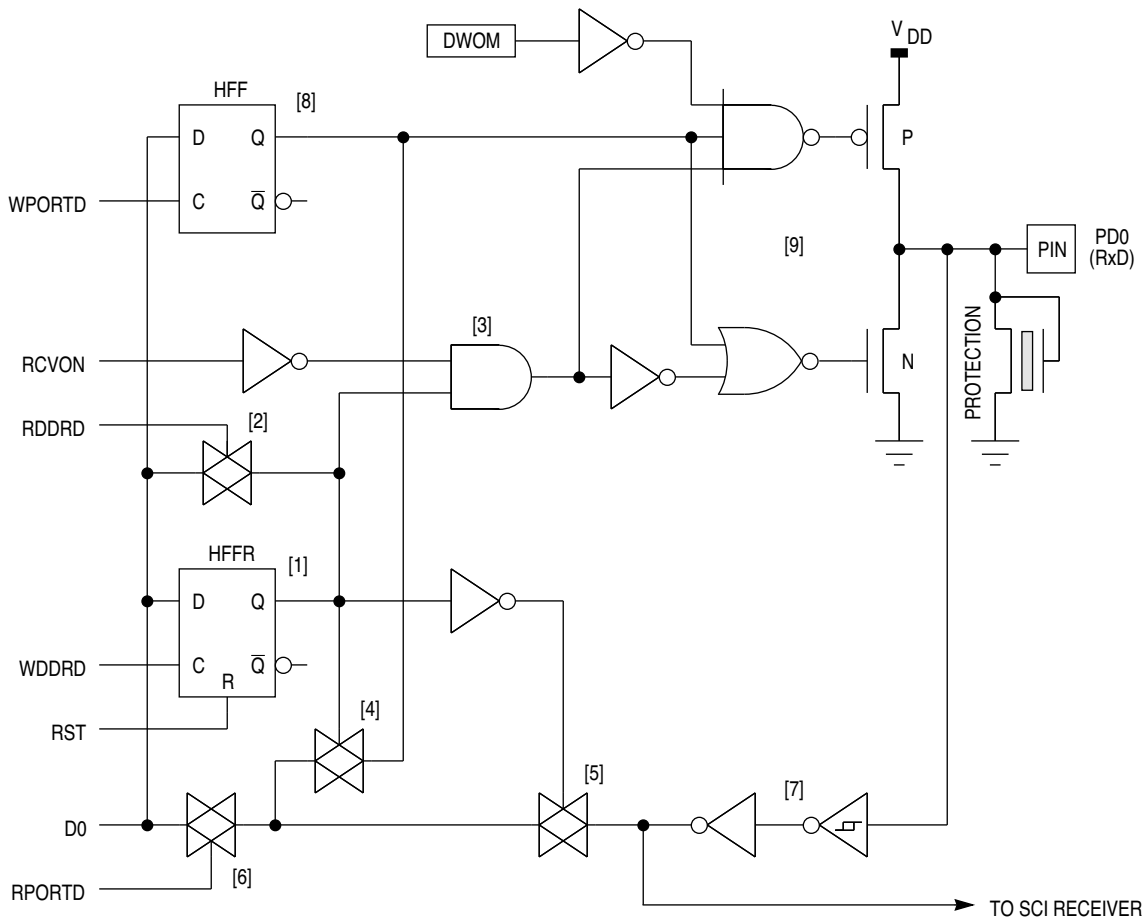 DWOM
V DD
HFF
[8]
D
Q
P
WPORTD
C
Q̅
[9]
PIN
PD0
(RxD)
[3]
RCVON
N
PROTECTION
RDDRD
[2]
HFFR
[1]
D
Q
WDDRD
C
Q̅
R
RST
[4]
[5]
[7]
D0
[6]
RPORTD
TO SCI RECEIVER